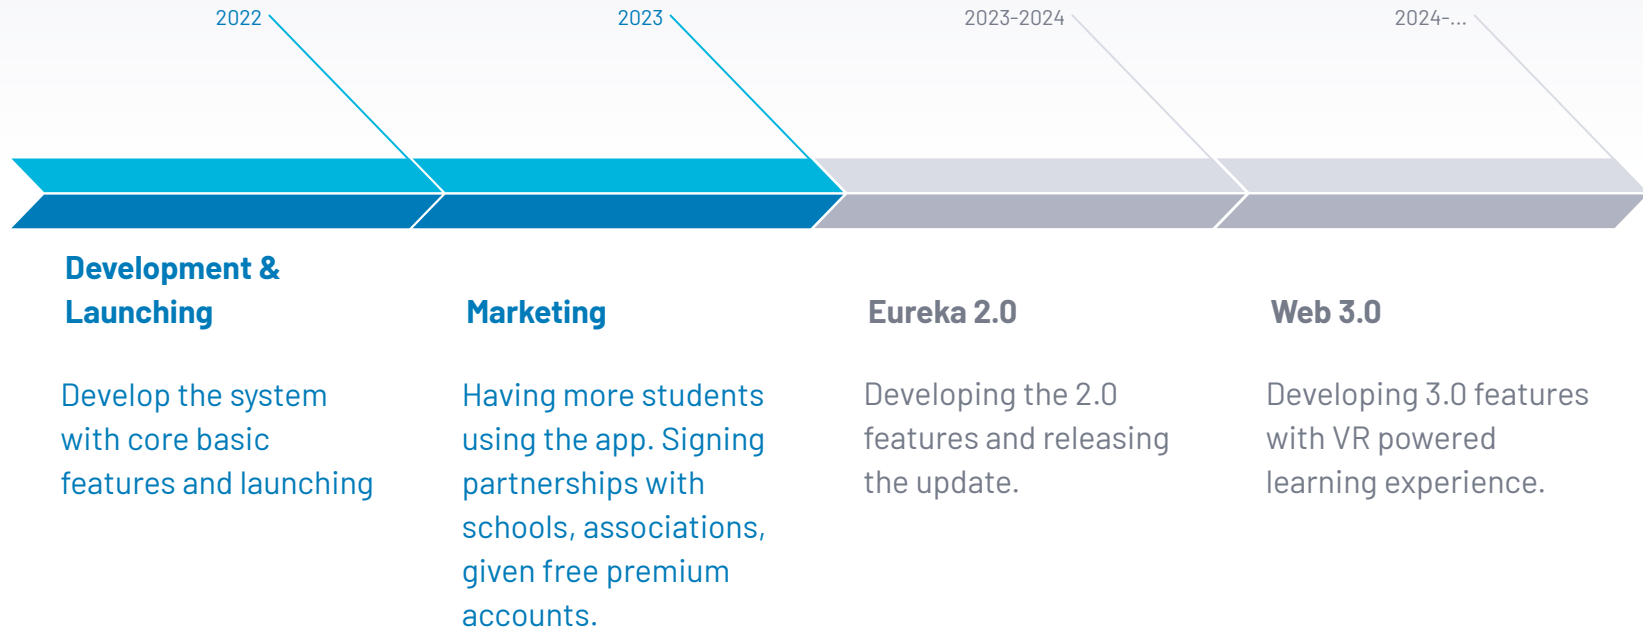 2022
2023
2023-2024
2024-...
Development &
Launching
Marketing
Eureka 2.0
Web 3.0
Develop the system
with core basic
features and launching
Having more students
using the app. Signing
partnerships with
schools, associations,
given free premium
accounts.
Developing the 2.0
features and releasing
the update.
Developing 3.0 features
with VR powered
learning experience.